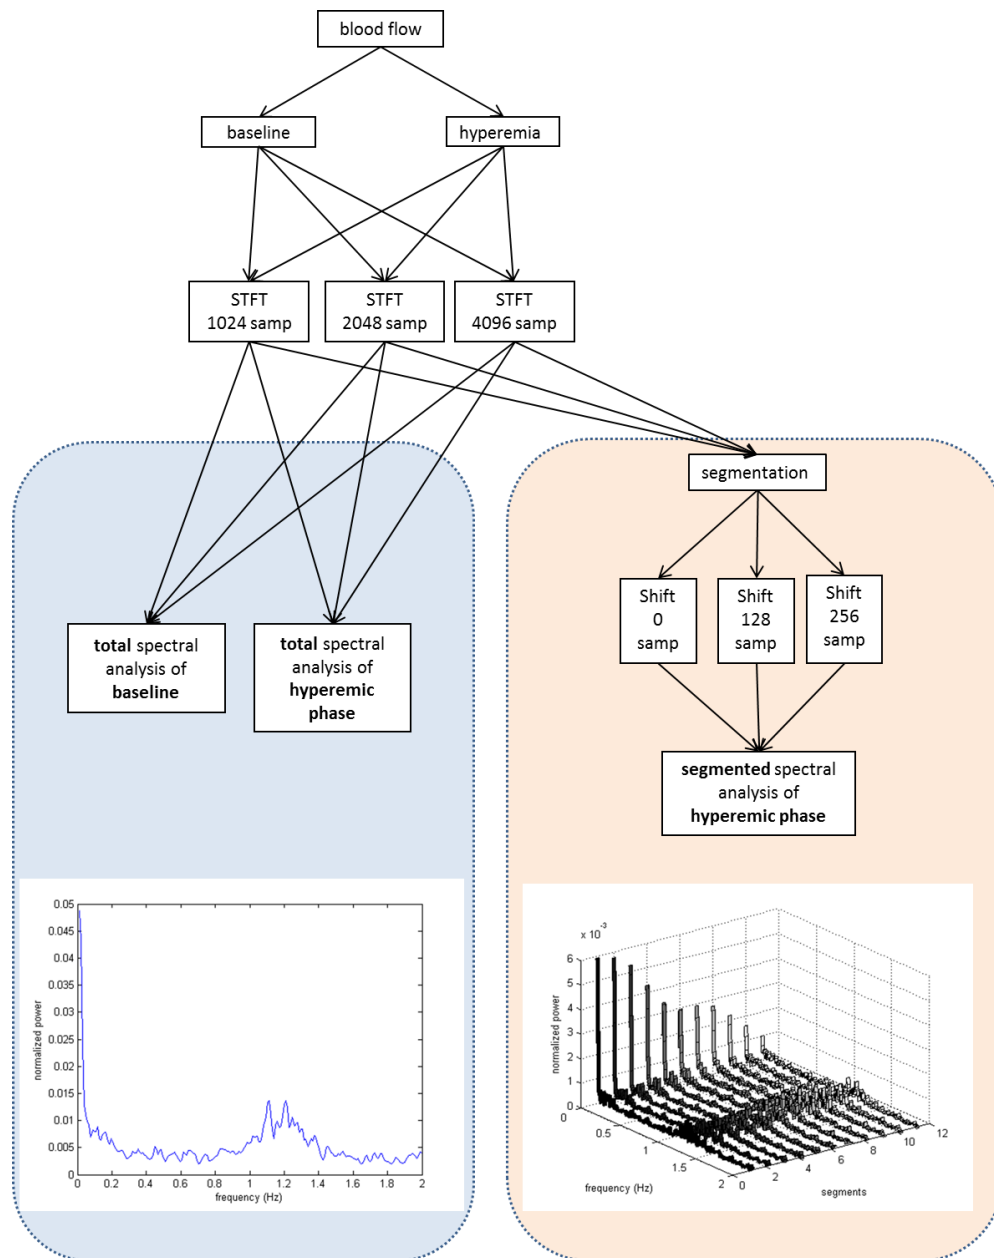 blood flow
baseline
hyperemia
STFT
1024 samp
STFT
2048 samp
STFT
4096 samp
segmentation
Shift
0
samp
Shift
128
samp
Shift
256
samp
total spectral
analysis of
baseline
total spectral
analysis of
hyperemic
phase
segmented spectral
analysis of
hyperemic phase
0.05
0.045
0.04
0.035
0.03
0.025
0.02
0.015
0.01
0.005
0
normalized power
0 0.2 0.4 0.6 0.8 1 1.2 1.4 1.6 1.8 2
frequency (Hz)
x 10-3
6
5
4
3
2
1
0
normalized power
0
0.5
1
1.5
2
frequency (Hz)
0
2
4
6
8
10
12
segments